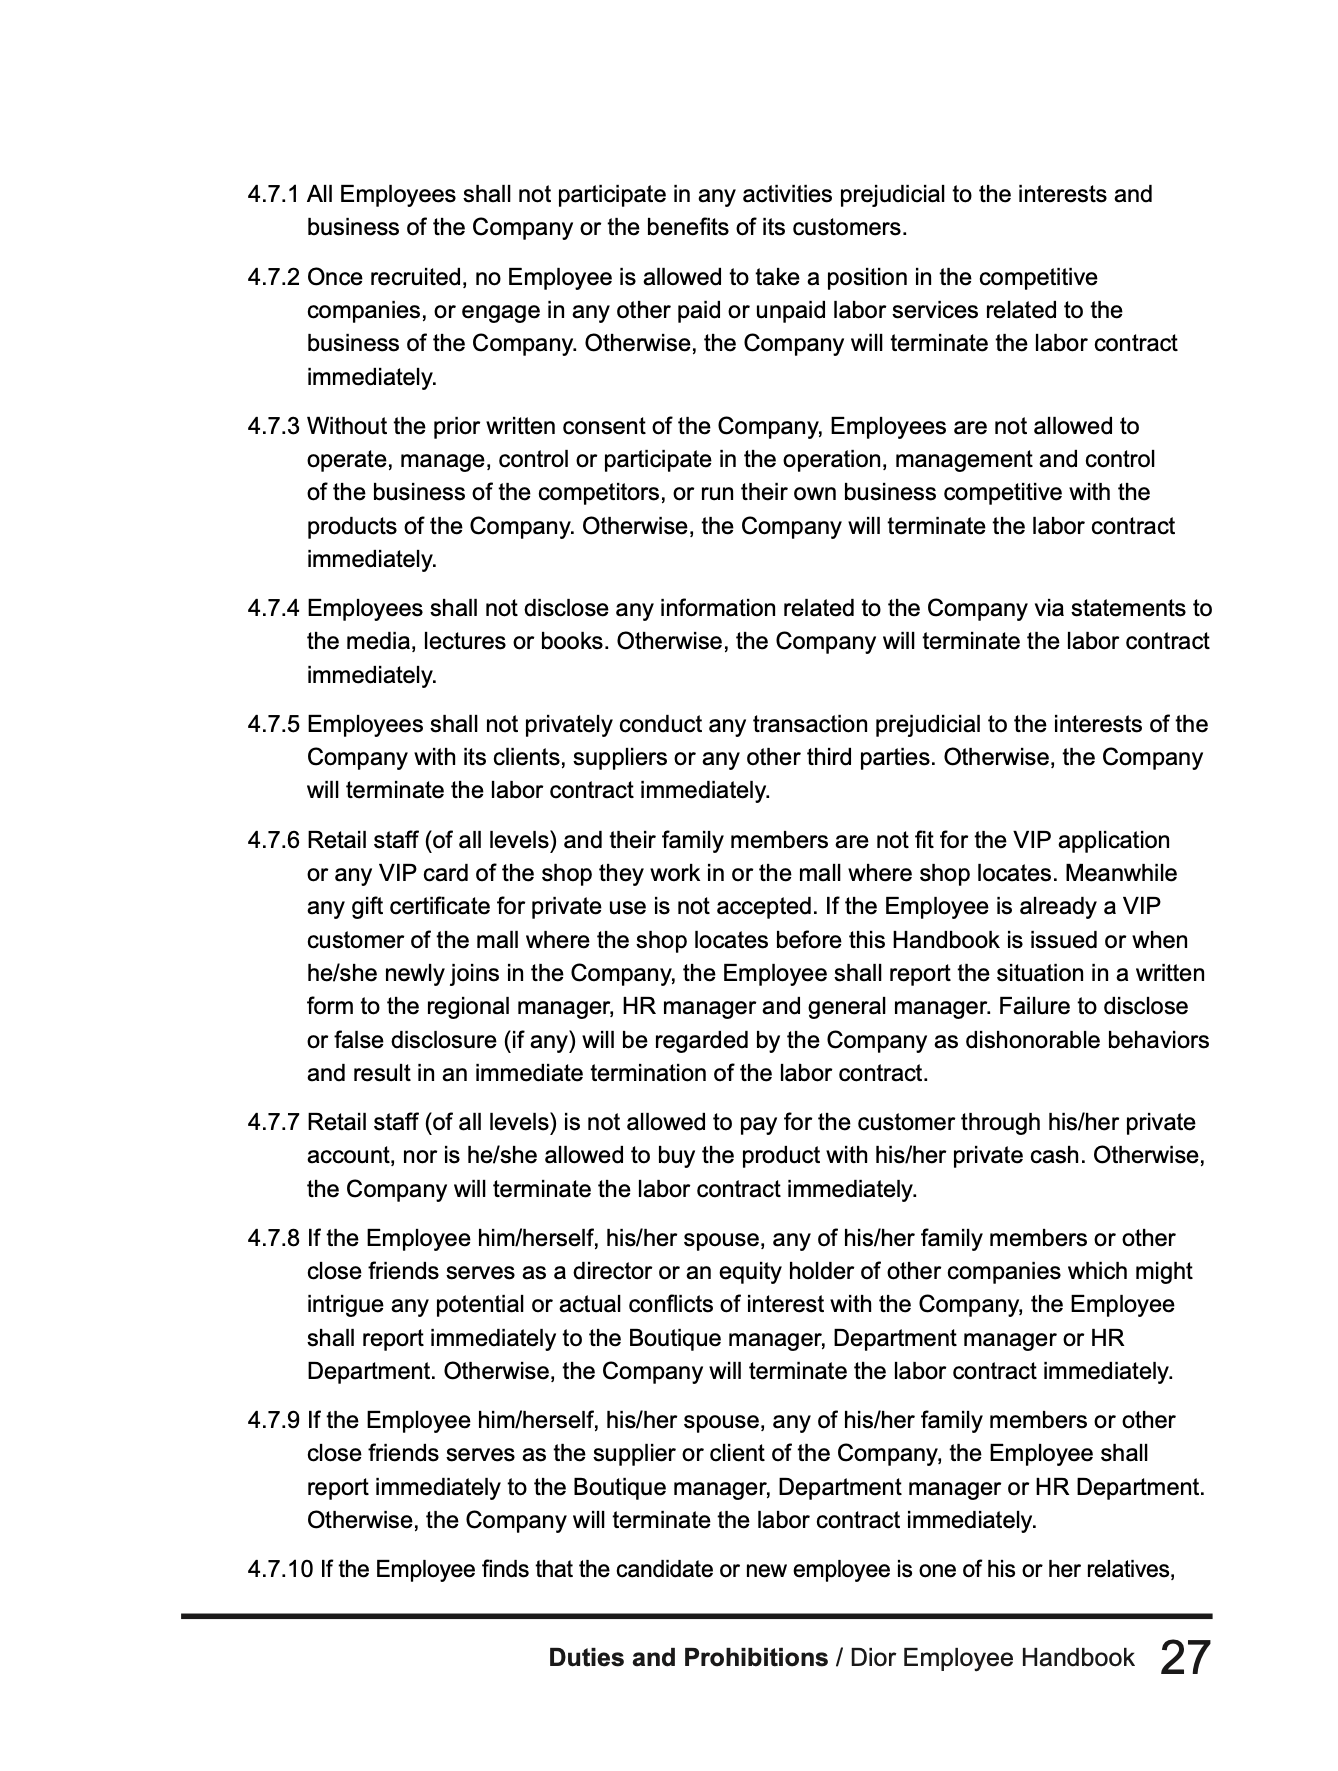 4.7.1 All Employees shall not participate in any activities prejudicial to the interests and
business of the Company or the benefits of its customers.
4.7.2 Once recruited, no Employee is allowed to take a position in the competitive
companies, or engage in any other paid or unpaid labor services related to the
business of the Company. Otherwise, the Company will terminate the labor contract
immediately.
4.7.3 Without the prior written consent of the Company, Employees are not allowed to
operate, manage, control or participate in the operation, management and control
of the business of the competitors, or run their own business competitive with the
products of the Company. Otherwise, the Company will terminate the labor contract
immediately.
4.7.4 Employees shall not disclose any information related to the Company via statements to
the media, lectures or books. Otherwise, the Company will terminate the labor contract
immediately.
4.7.5 Employees shall not privately conduct any transaction prejudicial to the interests of the
Company with its clients, suppliers or any other third parties. Otherwise, the Company
will terminate the labor contract immediately.
4.7.6 Retail staff (of all levels) and their family members are not fit for the VIP application
or any VIP card of the shop they work in or the mall where shop locates. Meanwhile
any gift certificate for private use is not accepted. If the Employee is already a VIP
customer of the mall where the shop locates before this Handbook is issued or when
he/she newly joins in the Company, the Employee shall report the situation in a written
form to the regional manager, HR manager and general manager. Failure to disclose
or false disclosure (if any) will be regarded by the Company as dishonorable behaviors
and result in an immediate termination of the labor contract.
4.7.7 Retail staff (of all levels) is not allowed to pay for the customer through his/her private
account, nor is he/she allowed to buy the product with his/her private cash. Otherwise,
the Company will terminate the labor contract immediately.
4.7.8 If the Employee him/herself, his/her spouse, any of his/her family members or other
close friends serves as a director or an equity holder of other companies which might
intrigue any potential or actual conflicts of interest with the Company, the Employee
shall report immediately to the Boutique manager, Department manager or HR
Department. Otherwise, the Company will terminate the labor contract immediately.
4.7.9 If the Employee him/herself, his/her spouse, any of his/her family members or other
close friends serves as the supplier or client of the Company, the Employee shall
report immediately to the Boutique manager, Department manager or HR Department.
Otherwise, the Company will terminate the labor contract immediately.
4.7.10 If the Employee finds that the candidate or new employee is one of his or her relatives,
Duties and Prohibitions / Dior Employee Handbook 27